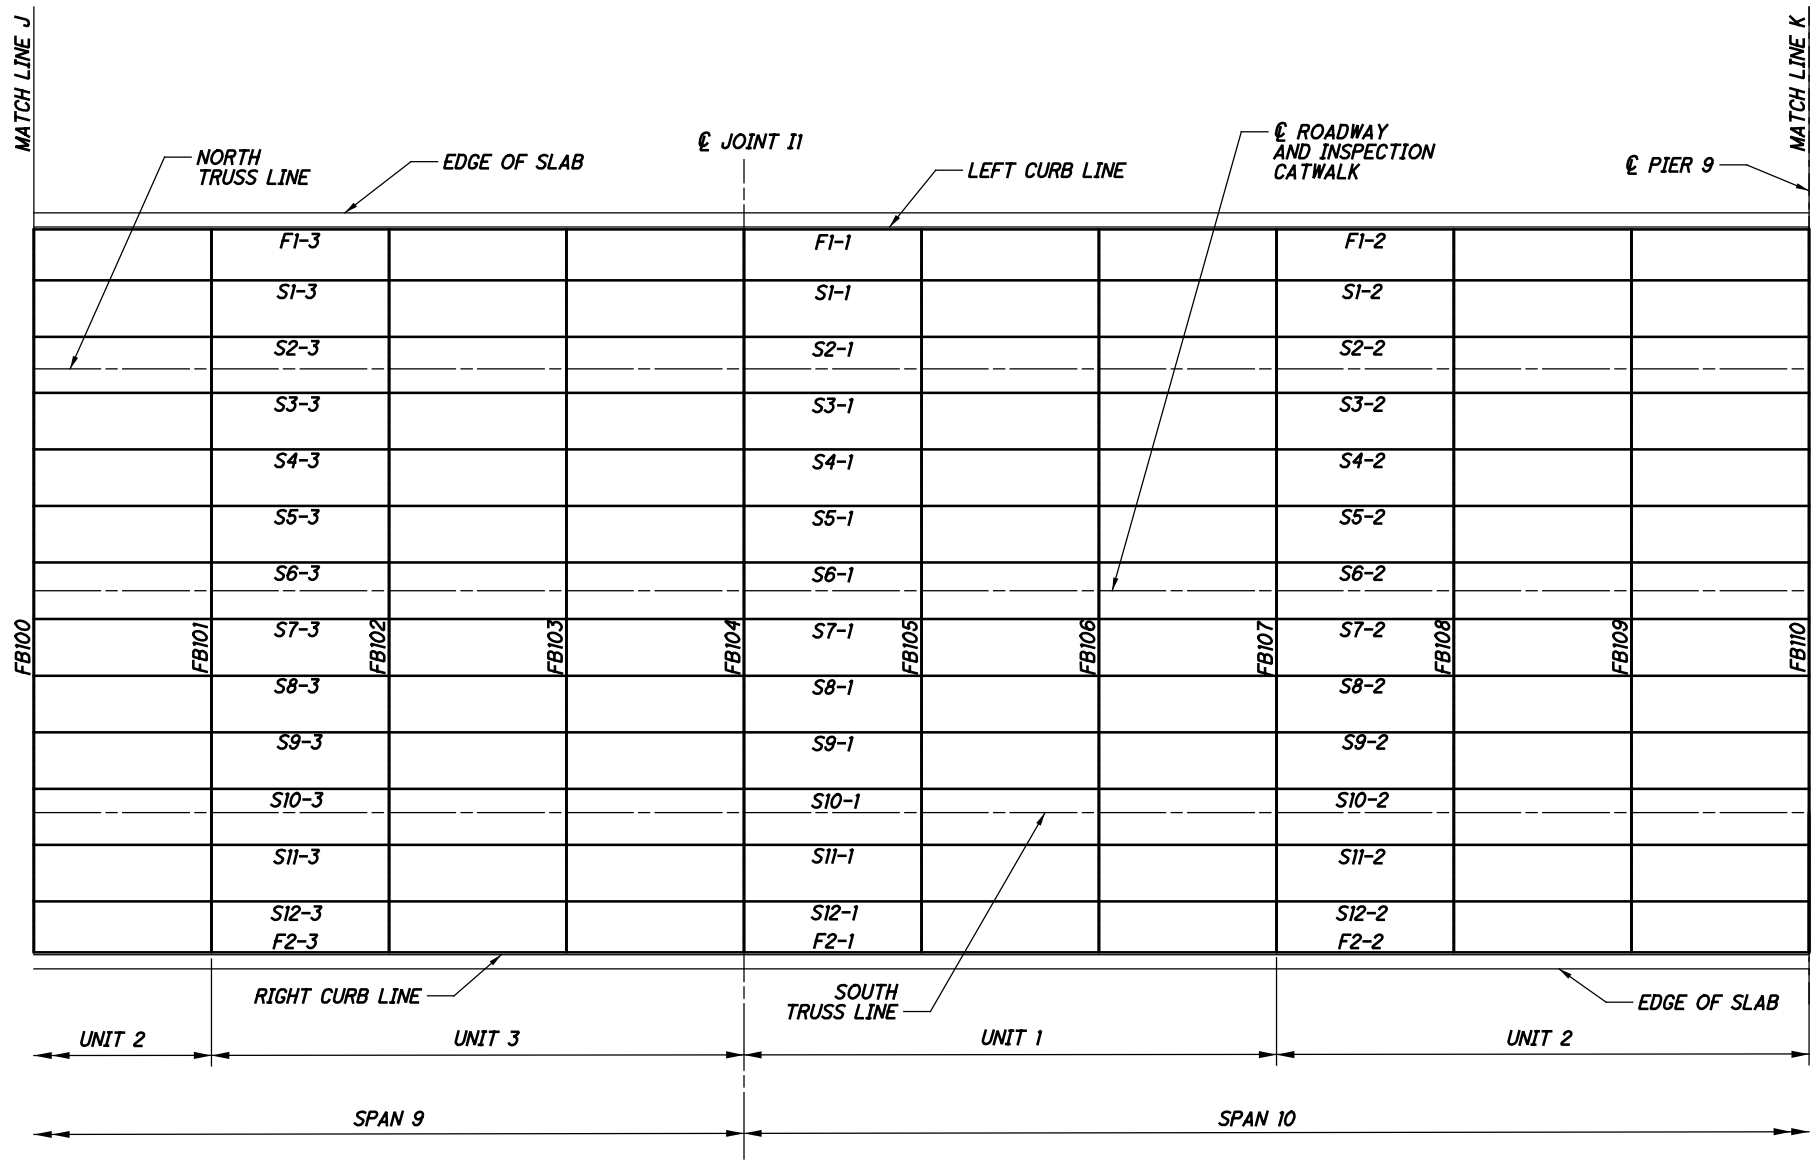 MATCH LINE J
MATCH LINE K
NORTH
TRUSS LINE
EDGE OF SLAB
℄ JOINT I1
LEFT CURB LINE
℄ ROADWAY
AND INSPECTION
CATWALK
℄ PIER 9
F1-3
F1-1
F1-2
S1-3
S1-1
S1-2
S2-3
S2-1
S2-2
S3-3
S3-1
S3-2
S4-3
S4-1
S4-2
S5-3
S5-1
S5-2
S6-3
S6-1
S6-2
FB100
FB101
S7-3
FB102
FB103
FB104
S7-1
FB105
FB106
FB107
S7-2
FB108
FB109
FB110
S8-3
S8-1
S8-2
S9-3
S9-1
S9-2
S10-3
S10-1
S10-2
S11-3
S11-1
S11-2
S12-3
S12-1
S12-2
F2-3
F2-1
F2-2
RIGHT CURB LINE
SOUTH
TRUSS LINE
EDGE OF SLAB
UNIT 2
UNIT 3
UNIT 1
UNIT 2
SPAN 9
SPAN 10